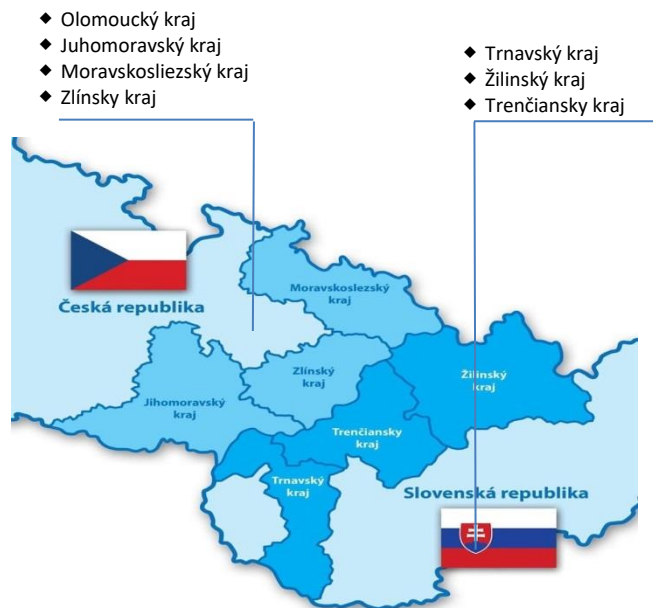 ◆ Olomoucký kraj
◆ Juhomoravský kraj
◆ Moravskosliezský kraj
◆ Zlínsky kraj
◆ Trnavský kraj
◆ Žilinský kraj
◆ Trenčiansky kraj
Moravskoslezský
kraj
Česká republika
Zlínský
kraj
Žilinský
kraj
Jihomoravský
kraj
Trenčiansky
kraj
Trnavský
kraj
Slovenská republika